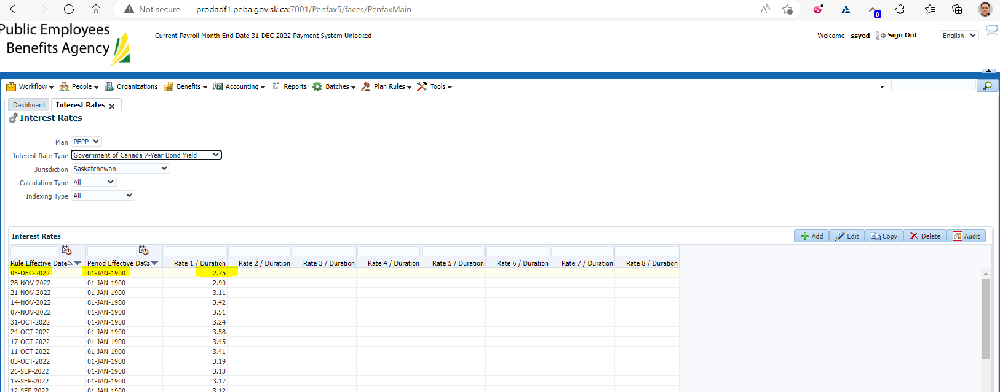 Not secure | prodadf1.peba.gov.sk.ca:7001/Penfax5/faces/PenfaxMain
0
Public Employees
Benefits Agency
Current Payroll Month End Date 31-DEC-2022 Payment System Unlocked
Welcome ssyed Sign Out English
Workflow People Organizations Benefits Accounting Reports Batches Plan Rules Tools
Dashboard Interest Rates
Interest Rates
Plan PEPP
Interest Rate Type Government of Canada 7-Year Bond Yield
Jurisdiction Saskatchewan
Calculation Type All
Indexing Type All
Interest Rates Add Edit Copy Delete Audit
Rule Effective Date Period Effective Date Rate 1 / Duration Rate 2 / Duration Rate 3 / Duration Rate 4 / Duration Rate 5 / Duration Rate 6 / Duration Rate 7 / Duration Rate 8 / Duration
05-DEC-2022 01-JAN-1900 2.75
28-NOV-2022 01-JAN-1900 2.90
21-NOV-2022 01-JAN-1900 3.11
14-NOV-2022 01-JAN-1900 3.42
07-NOV-2022 01-JAN-1900 3.51
31-OCT-2022 01-JAN-1900 3.24
24-OCT-2022 01-JAN-1900 3.58
17-OCT-2022 01-JAN-1900 3.45
11-OCT-2022 01-JAN-1900 3.41
03-OCT-2022 01-JAN-1900 3.19
26-SEP-2022 01-JAN-1900 3.13
19-SEP-2022 01-JAN-1900 3.17
12-SEP-2022 01-JAN-1900 3.12